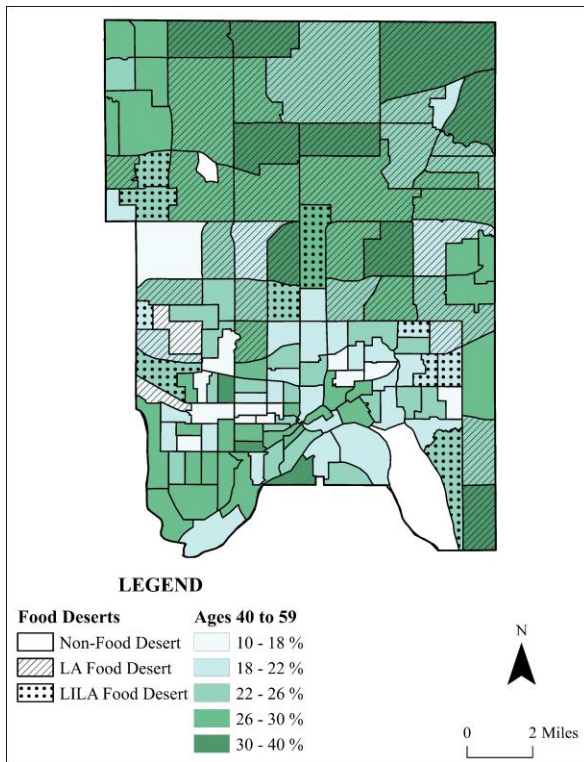 LEGEND
Food Deserts
Non-Food Desert
LA Food Desert
LILA Food Desert
Ages 40 to 59
10 - 18 %
18 - 22 %
22 - 26 %
26 - 30 %
30 - 40 %
N
0 2 Miles